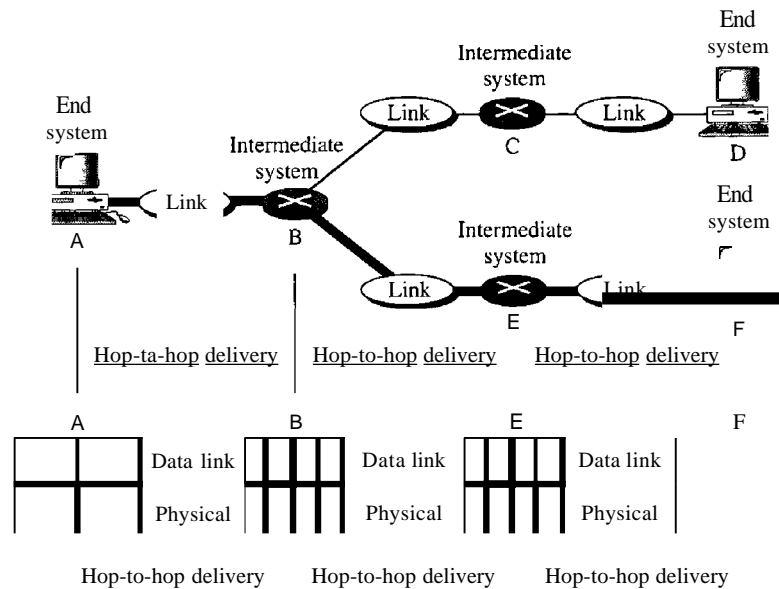 End
system
Intermediate
system
Link
Link
C
D
End
system
Intermediate
system
Link
A
B
End
system
Intermediate
system
Link
Link
E
F
Hop-ta-hop delivery
Hop-to-hop delivery
Hop-to-hop delivery
A
B
E
F
Data link
Data link
Data link
Physical
Physical
Physical
Hop-to-hop delivery
Hop-to-hop delivery
Hop-to-hop delivery